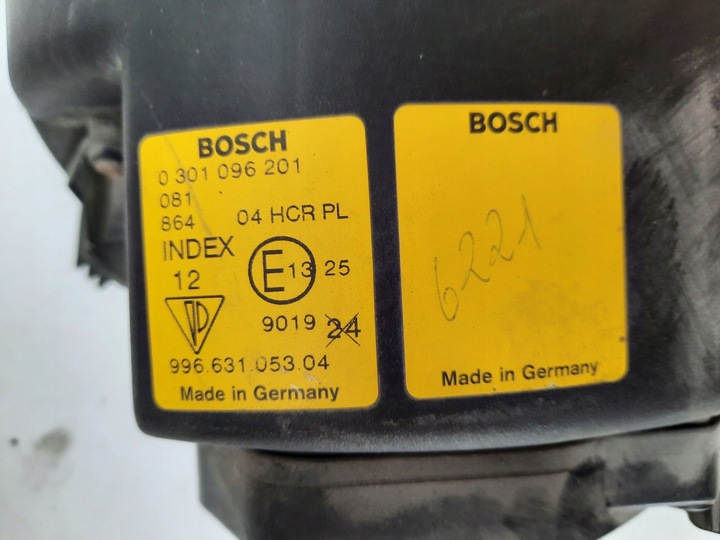 BOSCH
0 301 096 201
081
864 04 HCR PL
INDEX
12
E13 25
9019 24
996.631.053.04
Made in Germany
BOSCH
6221
Made in Germany